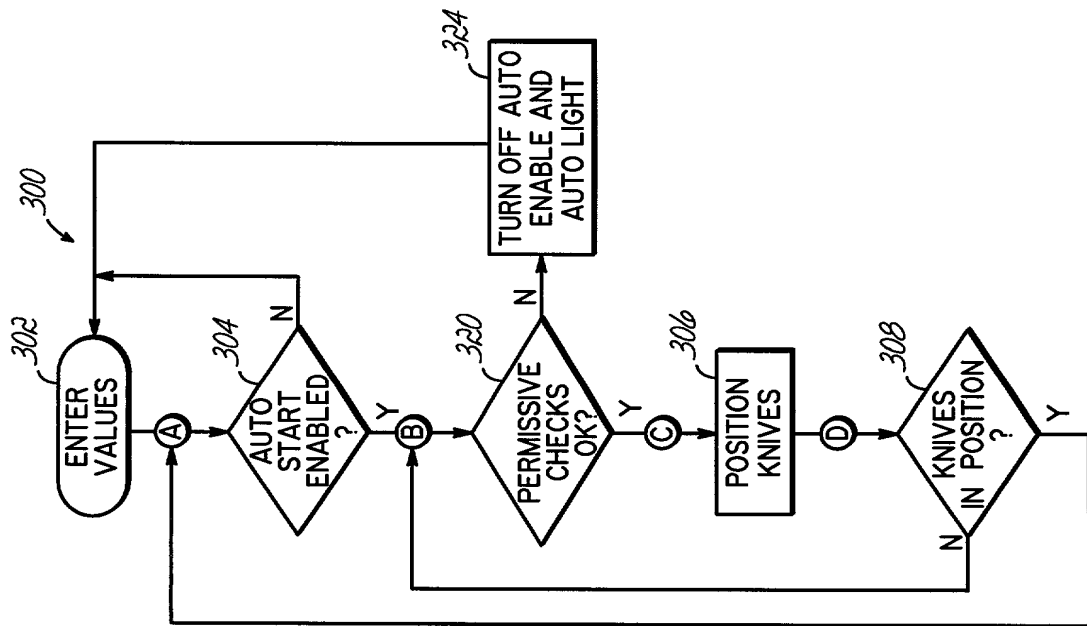 300
302
ENTER
VALUES
A
304
AUTO
START
ENABLED
?
N
Y
B
320
PERMISSIVE
CHECKS
OK?
N
Y
324
TURN OFF AUTO
ENABLE AND
AUTO LIGHT
C
306
POSITION
KNIVES
D
308
KNIVES
IN POSITION
?
N
Y